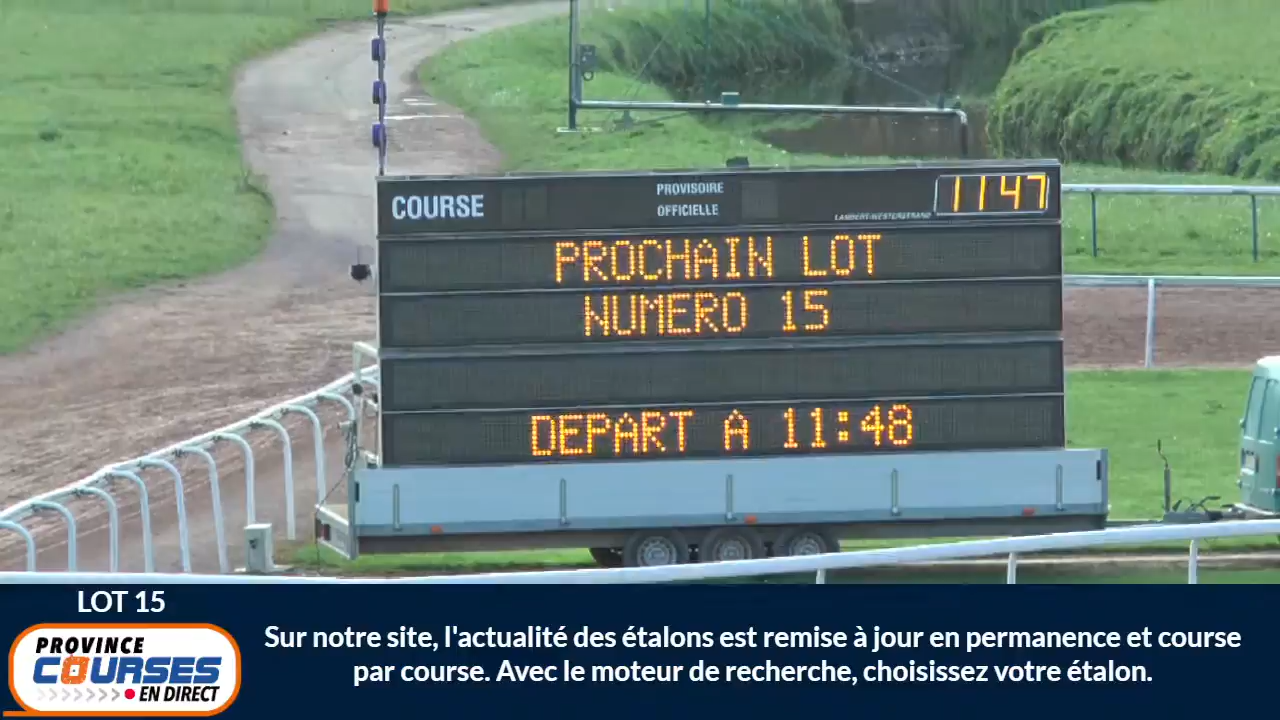 COURSE
PROVISOIRE
OFFICIELLE
LAMBERT-WESTERSTRAND
1147
PROCHAIN LOT
NUMERO 15
DEPART A 11:48
LOT 15
PROVINCE
COURSES
EN DIRECT
Sur notre site, l'actualité des étalons est remise à jour en permanence et course
par course. Avec le moteur de recherche, choisissez votre étalon.